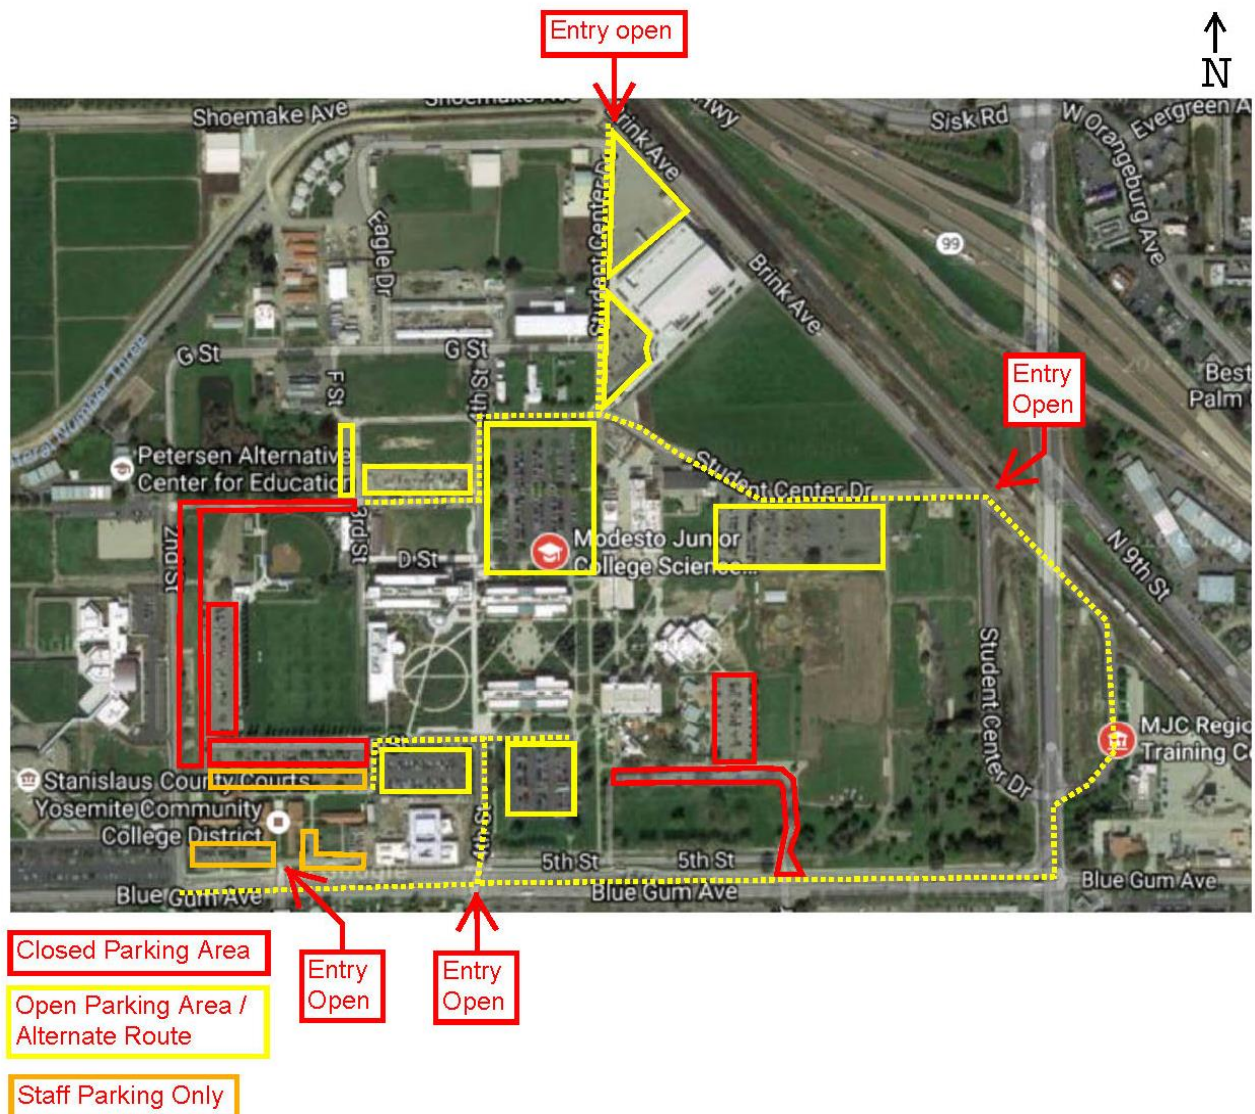 Entry open
N
Shoemake Ave
Shoemake Ave
Brink Ave
Hwy
Sisk Rd
W Orangeburg Ave
Evergreen A
Eagle Dr
Student Center D
99
Brink Ave
G St
G St
F St
4th St
Entry
Open
Best
Palm
Petersen Alternative
Center for Education
Student Center Dr
2nd St
3rd St
D St
Modesto Junior
College Science...
N 9th St
Student Center Dr
MJC Regio
Training C
Stanislaus County Courts
Yosemite Community
College District
4th St
5th St
5th St
Blue Gum Ave
Blue Gum Ave
Blue Gum Ave
Closed Parking Area
Entry
Open
Entry
Open
Open Parking Area /
Alternate Route
Staff Parking Only